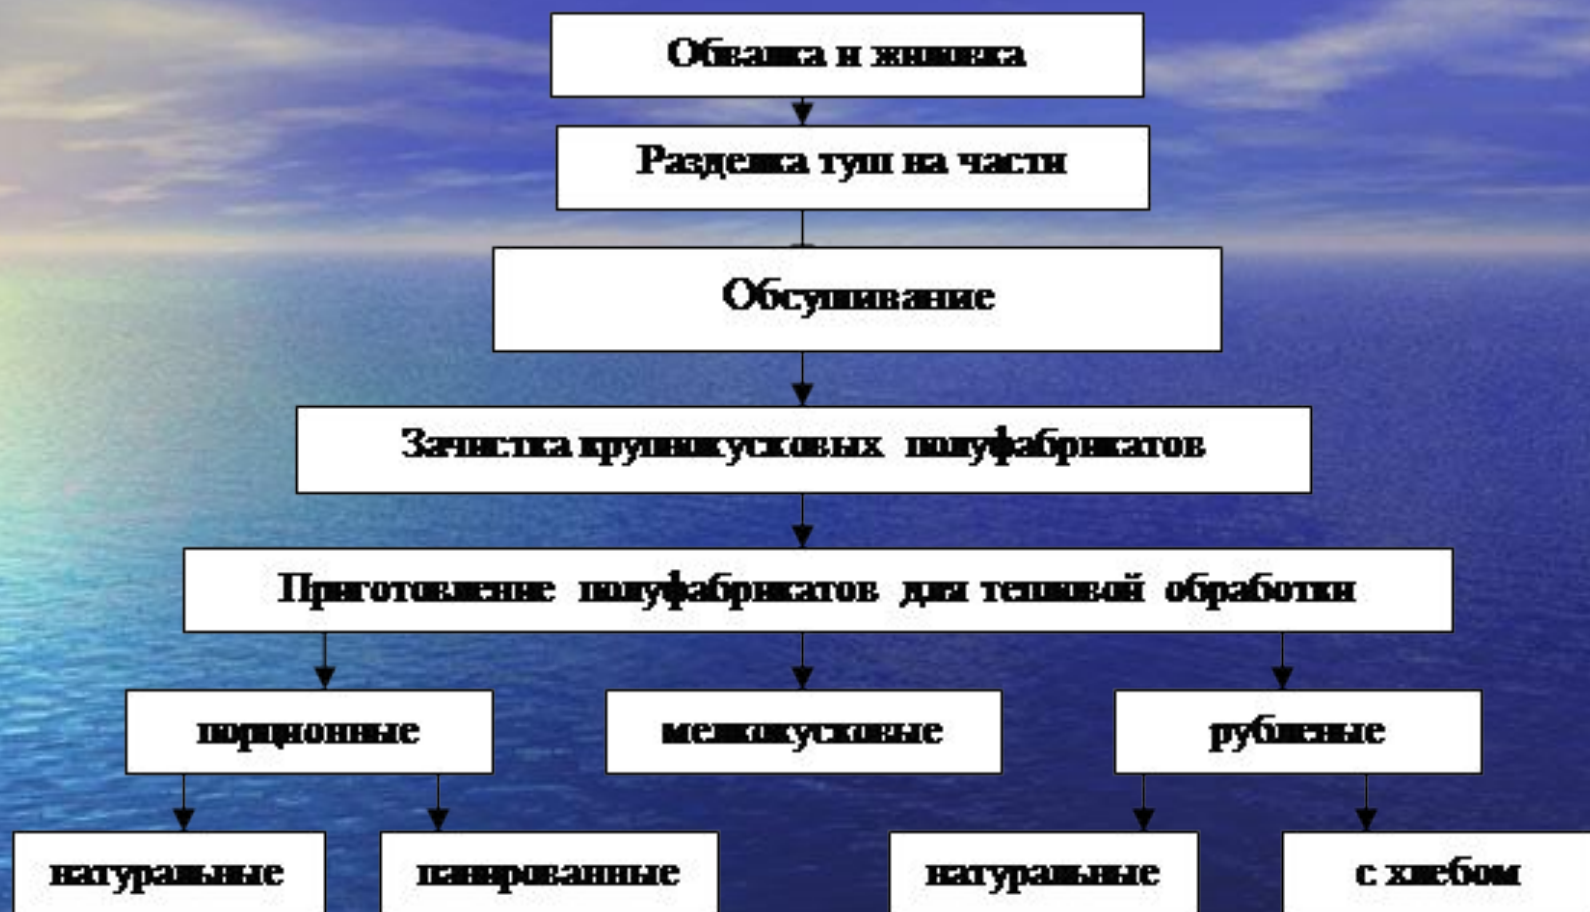 Обвалка и жиловка
Разделка туш на части
Обсушивание
Зачистка крупнокусковых полуфабрикатов
Приготовление полуфабрикатов для тепловой обработки
порционные
мелкокусковые
рубленые
натуральные
панированные
натуральные
с хлебом